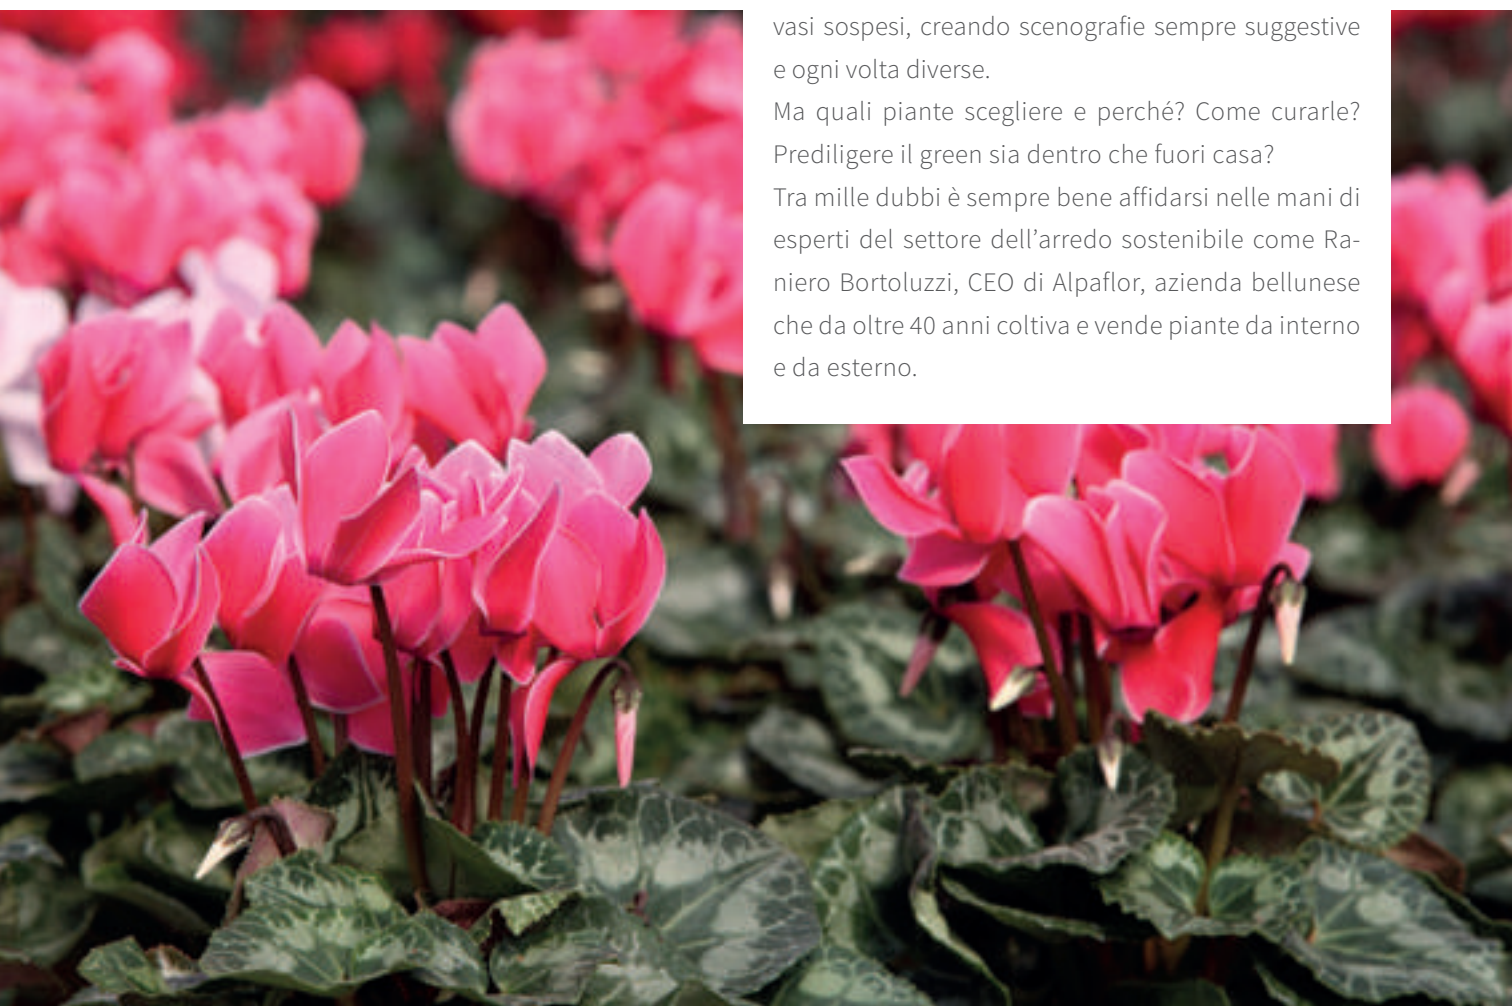 vasi sospesi, creando scenografie sempre suggestive
e ogni volta diverse.
Ma quali piante scegliere e perché? Come curarle?
Prediligere il green sia dentro che fuori casa?
Tra mille dubbi è sempre bene affidarsi nelle mani di
esperti del settore dell’arredo sostenibile come Ra-
niero Bortoluzzi, CEO di Alpaflor, azienda bellunese
che da oltre 40 anni coltiva e vende piante da interno
e da esterno.